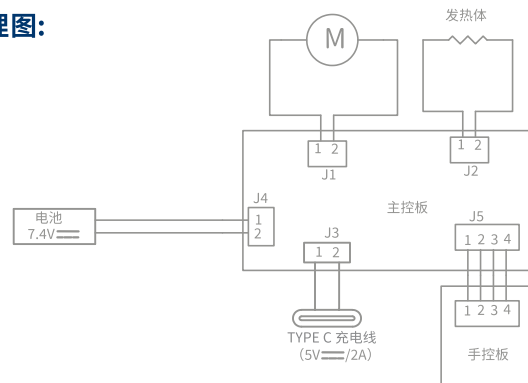 理图:
发热体
M
1 2
J1
1 2
J2
主控板
J4
1
2
电池
7.4V
J3
1 2
J5
1 2 3 4
1 2 3 4
TYPE C 充电线
（5V /2A）
手控板